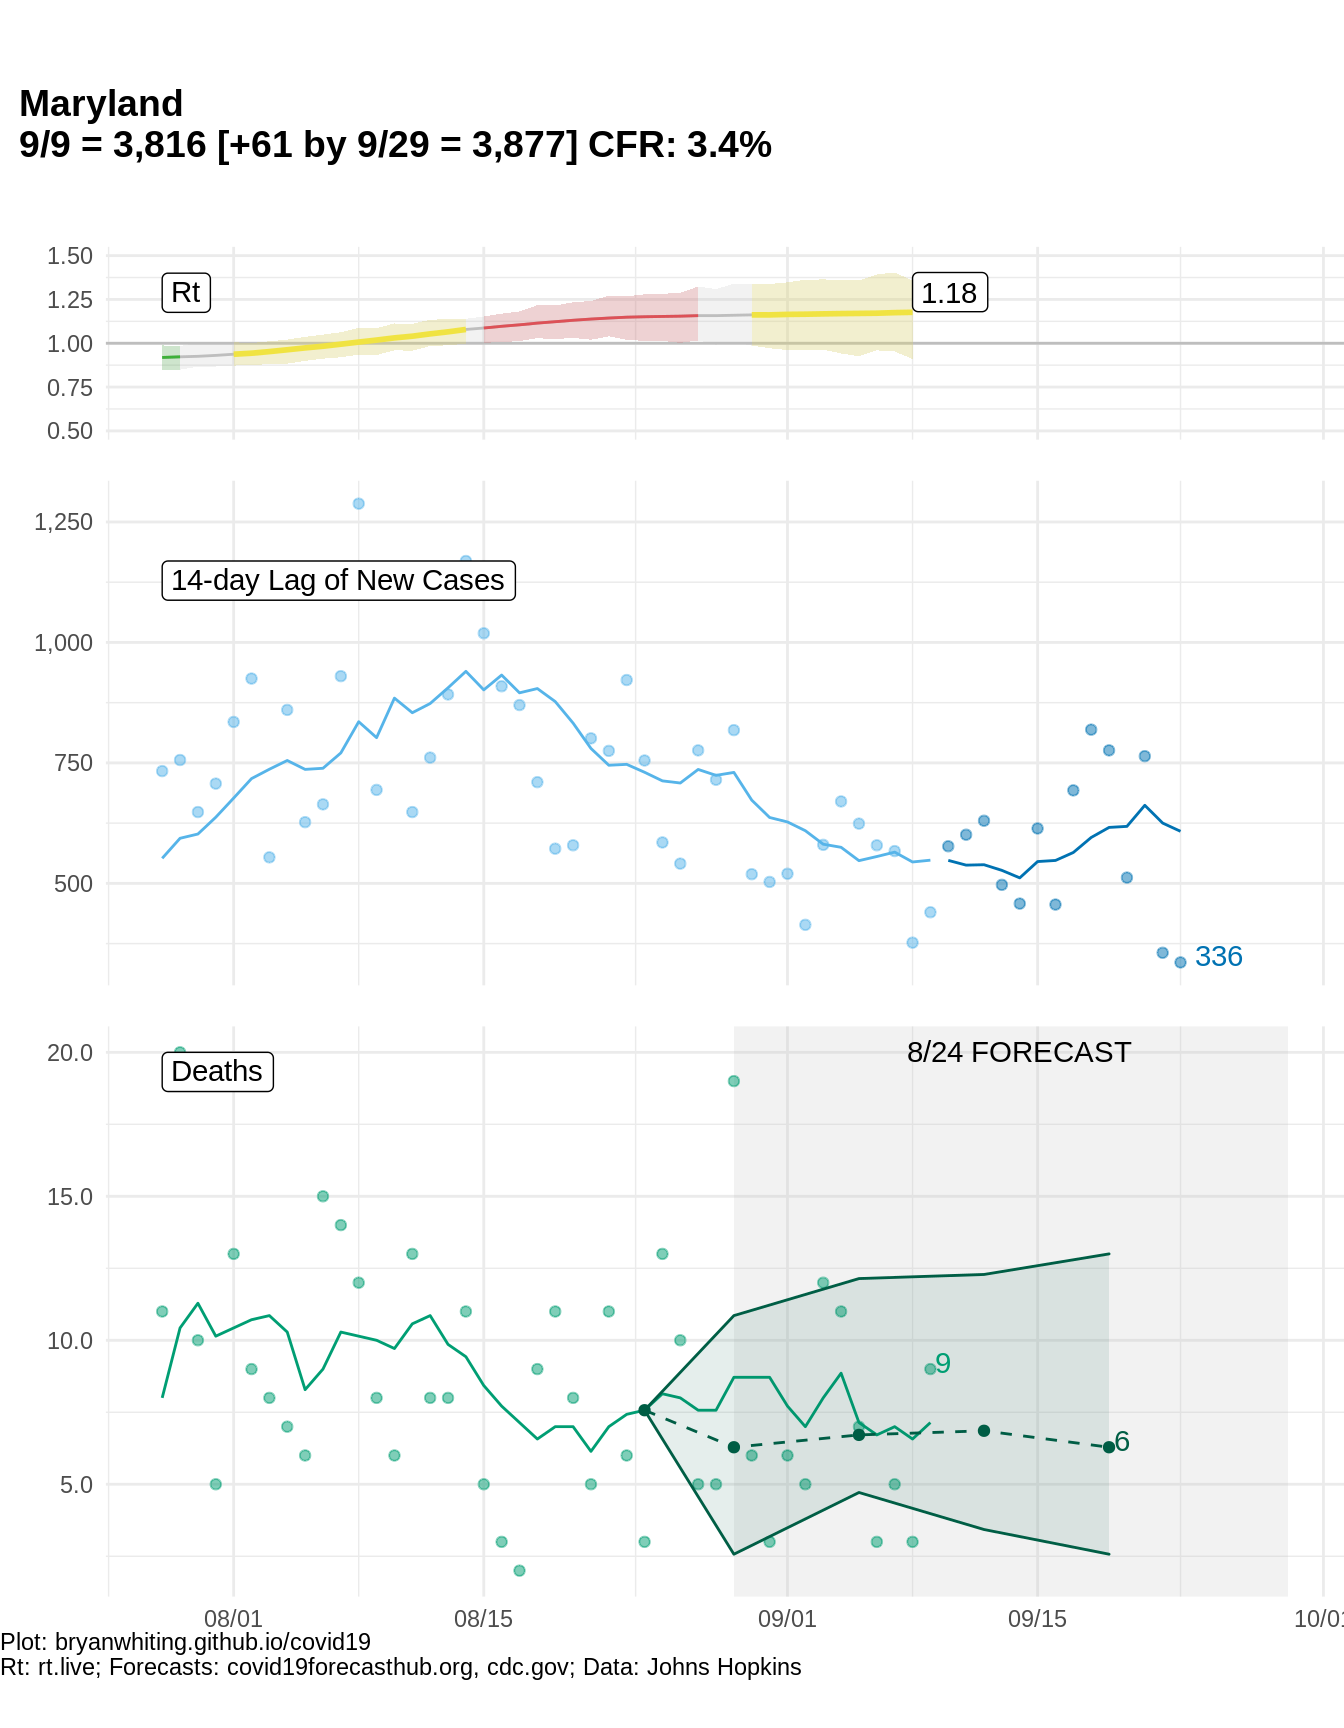 Maryland
9/9 = 3,816 [+61 by 9/29 = 3,877] CFR: 3.4%
1.50
1.25
1.00
0.75
0.50
Rt
1.18
1,250
1,000
750
500
14-day Lag of New Cases
336
20.0
15.0
10.0
5.0
Deaths
8/24 FORECAST
9
6
08/01
08/15
09/01
09/15
10/01
Plot: bryanwhiting.github.io/covid19
Rt: rt.live; Forecasts: covid19forecasthub.org, cdc.gov; Data: Johns Hopkins